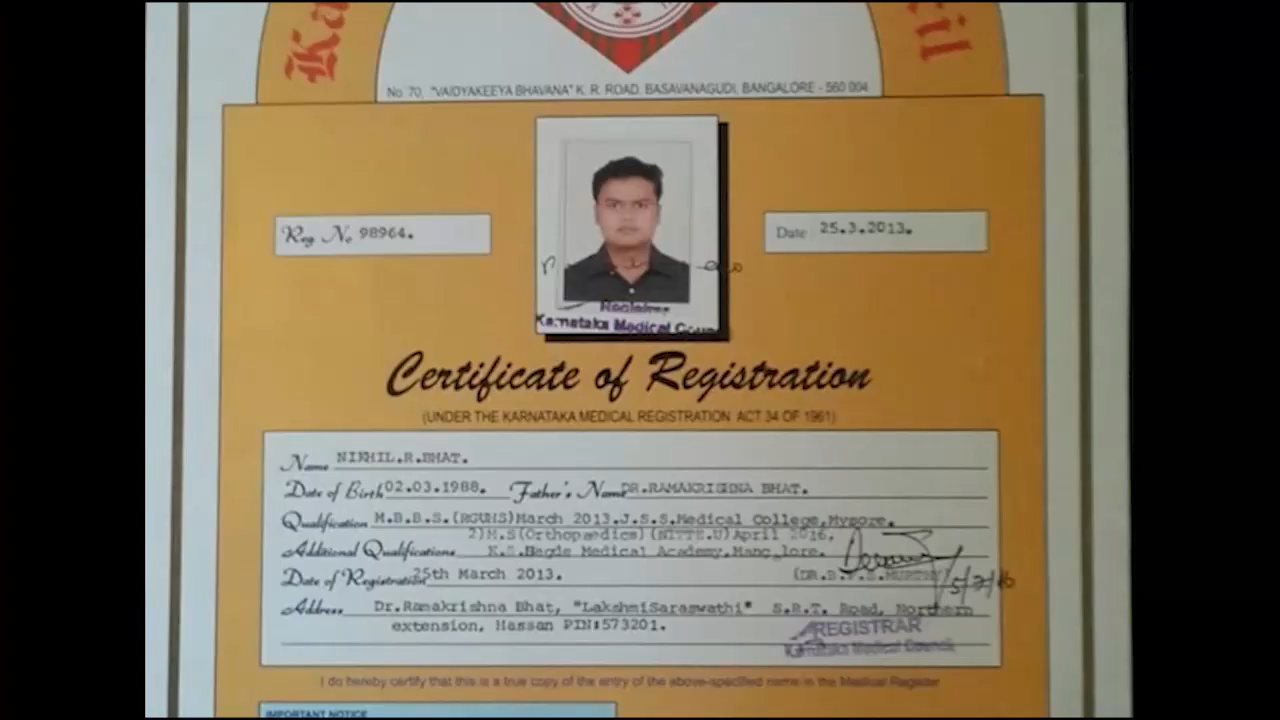 Ka cil
No. 70, "VAIDYAKEEYA BHAVANA" K. R. ROAD, BASAVANAGUDI, BANGALORE - 560 004
Reg No 98964.
Date 25.3.2013.
Registrar
Karnataka Medical Coun
Certificate of Registration
(UNDER THE KARNATAKA MEDICAL REGISTRATION ACT 34 OF 1961)
Name NIKHIL.R.BHAT.
Date of Birth 02.03.1988. Father's Name DR.RAMAKRISHNA BHAT.
Qualification M.B.B.S.(RGUHS)March 2013.J.S.S.Medical College,Mysore.
2)M.S(Orthopaedics)(NITTE.U)April 2016,
Additional Qualifications K.S.Hegde Medical Academy,Mangalore.
Date of Registration 25th March 2013.
Address Dr.Ramakrishna Bhat, "LakshmiSaraswathi" S.R.T. Road, Northern
extension, Hassan PIN:573201.
REGISTRAR
Karnataka Medical Council
I do hereby certify that this is a true copy of the entry of the above-specified name in the Medical Register
IMPORTANT NOTICE